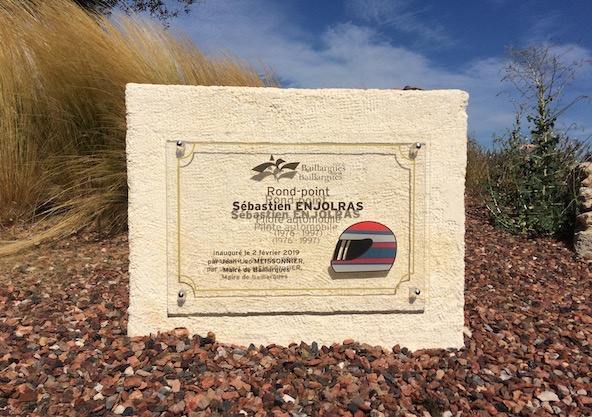 Baillargues
Rond-point
Sébastien ENJOLRAS
Pilote automobile
(1976 - 1997)
Inauguré le 2 février 2019
par Jean-Luc MEISSONNIER,
Maire de Baillargues